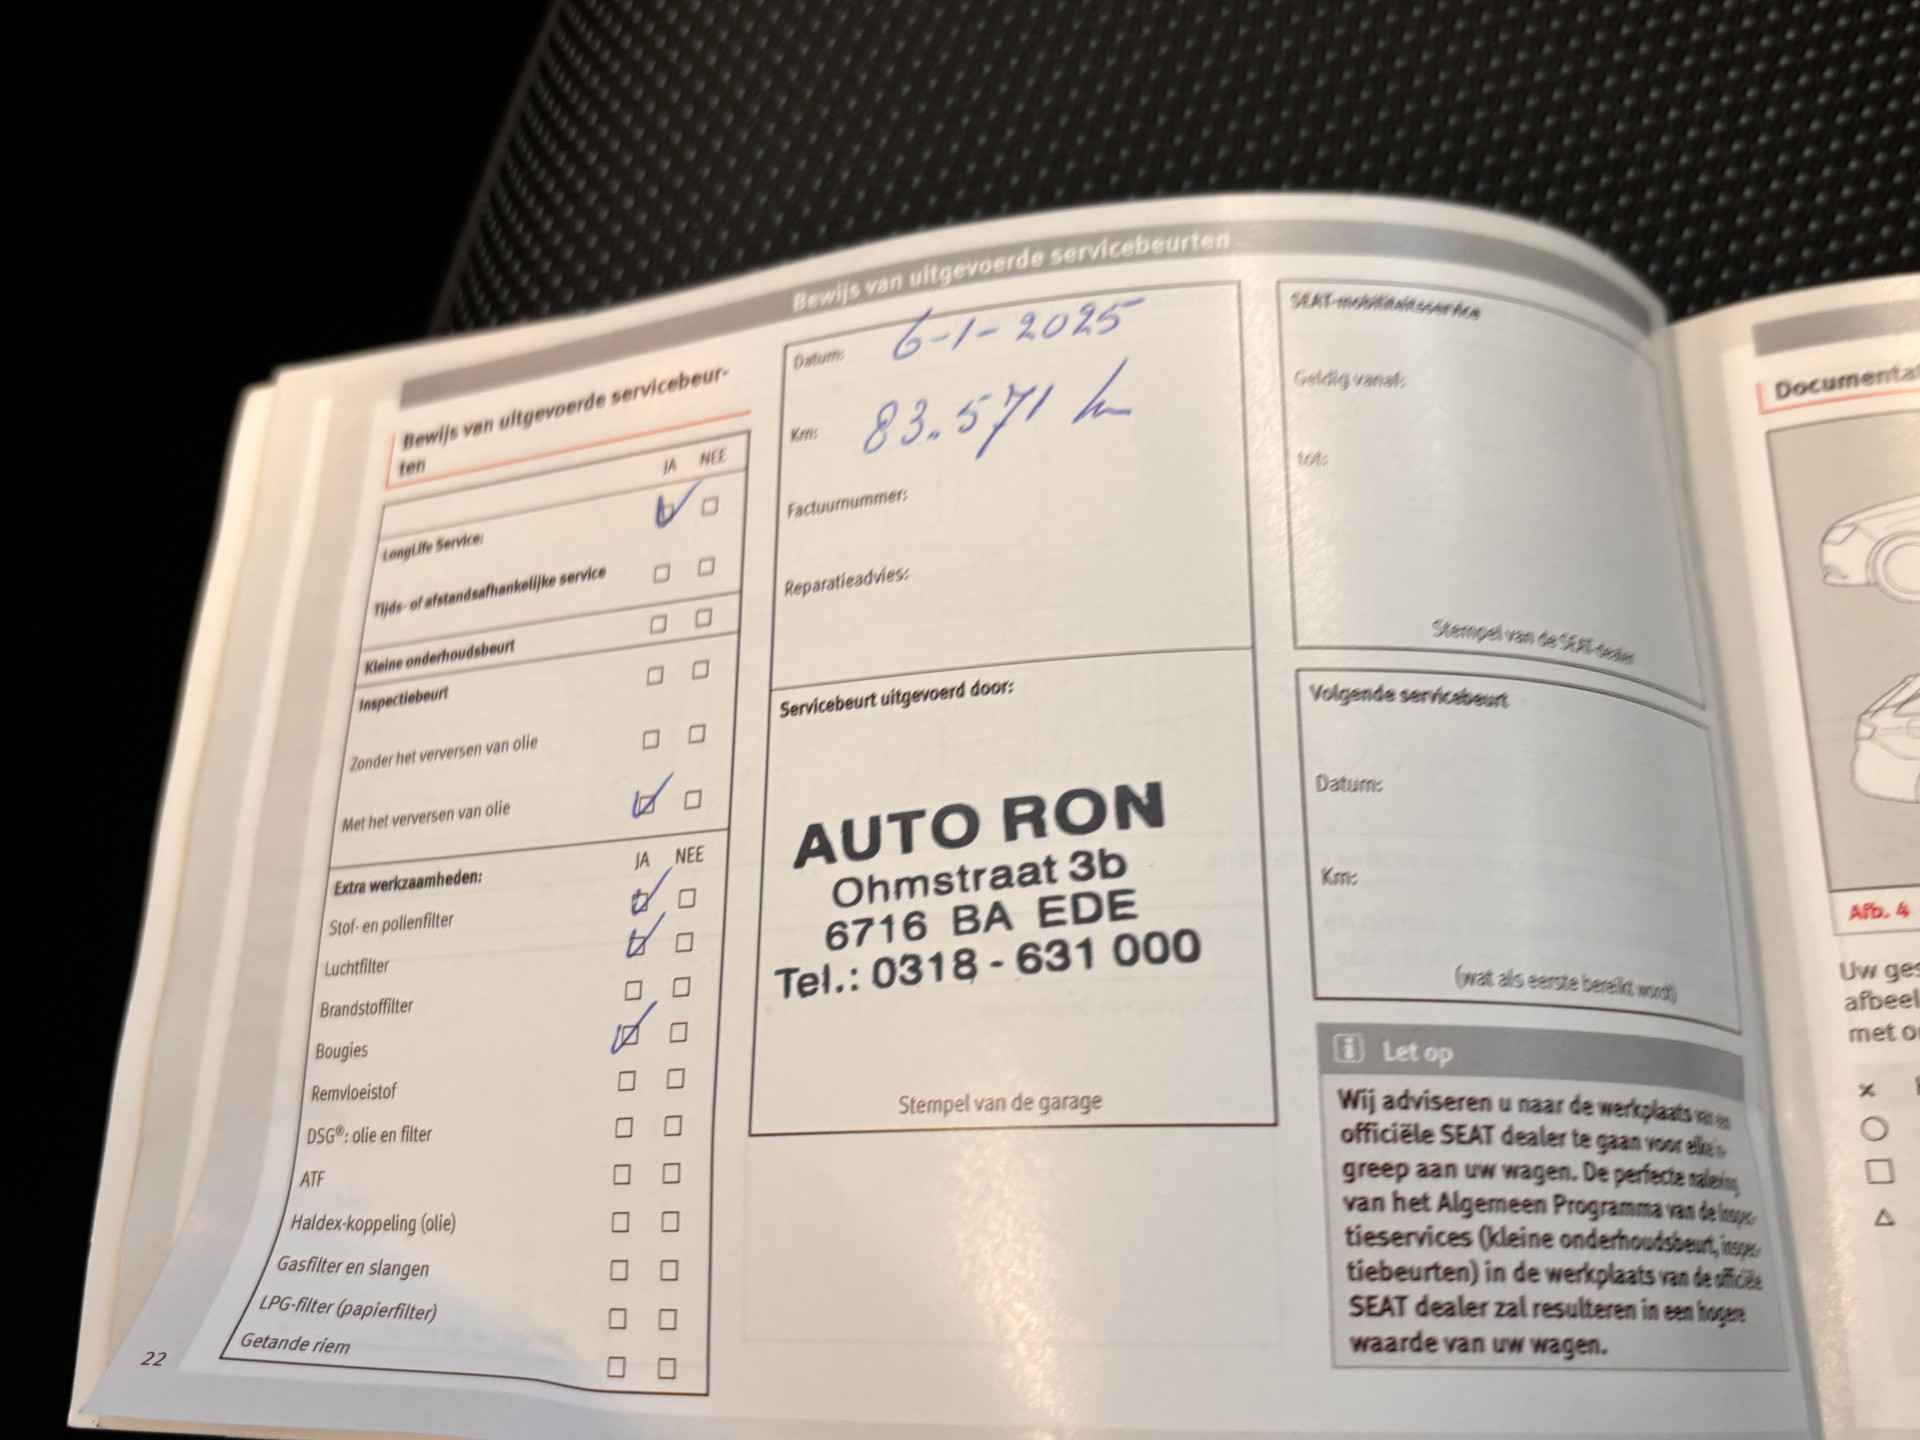 Bewijs van uitgevoerde servicebeurten
Bewijs van uitgevoerde servicebeur-
ten
JA NEE
LongLife Service:
Tijds- of afstandsafhankelijke service
Kleine onderhoudsbeurt
Inspectiebeurt
Zonder het verversen van olie
Met het verversen van olie
Extra werkzaamheden: JA NEE
Stof- en pollenfilter
Luchtfilter
Brandstoffilter
Bougies
Remvloeistof
DSG®: olie en filter
ATF
Haldex-koppeling (olie)
Gasfilter en slangen
LPG-filter (papierfilter)
Getande riem
22
Datum: 6-1-2025
Km: 83.571 km
Factuurnummer:
Reparatieadvies:
Servicebeurt uitgevoerd door:
AUTO RON
Ohmstraat 3b
6716 BA EDE
Tel.: 0318 - 631 000
Stempel van de garage
SEAT-mobiliteitsservice
Geldig vanaf:
tot:
Stempel van de SEAT-dealer
Volgende servicebeurt
Datum:
Km:
(wat als eerste bereikt wordt)
Let op
Wij adviseren u naar de werkplaats van een
officiële SEAT dealer te gaan voor elke in-
greep aan uw wagen. De perfecte naleving
van het Algemeen Programma van de Inspec-
tieservices (kleine onderhoudsbeurt, inspec-
tiebeurten) in de werkplaats van de officiële
SEAT dealer zal resulteren in een hogere
waarde van uw wagen.
Documentat
Afb. 4
Uw ges
afbeel
met o